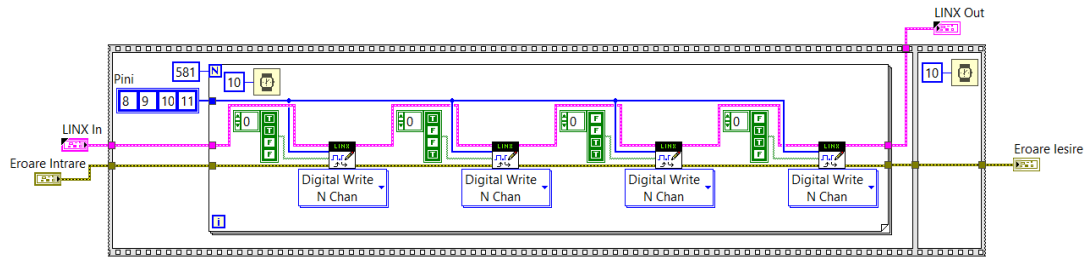 LINX Out
581
N
10
10
Pini
8 9 10 11
LINX In
0
T
T
F
F
0
F
T
T
F
0
F
F
T
T
0
T
F
F
T
Eroare Intrare
LINX
LINX
LINX
LINX
Eroare Iesire
Digital Write
N Chan
Digital Write
N Chan
Digital Write
N Chan
Digital Write
N Chan
i